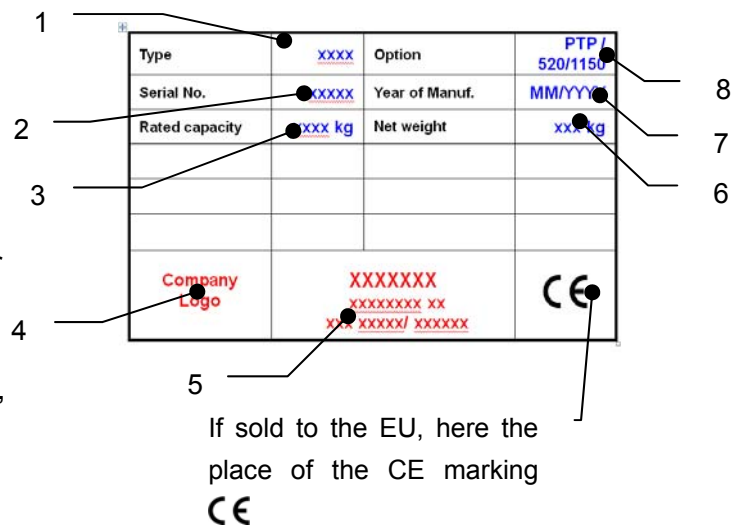 1
Type xxxx Option PTP /
520/1150
8
Serial No. xxxxx Year of Manuf. MM/YYYY
2
7
Rated capacity xxxx kg Net weight xxx kg
3
6
Company
Logo
XXXXXXX
xxxxxxxx xx
xxx xxxxx/ xxxxxx
CE
4
5
,
If sold to the EU, here the
place of the CE marking
CE